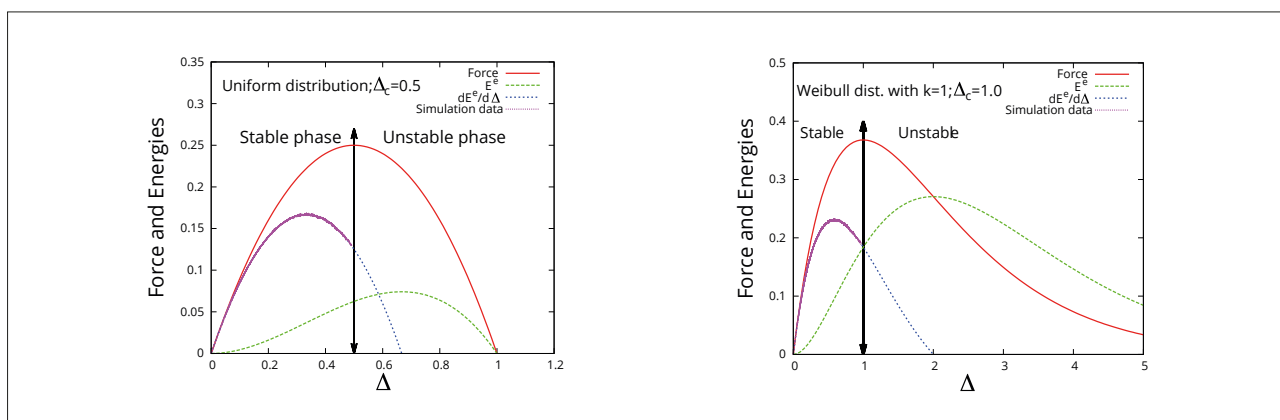 0.35
0.3
0.25
0.2
0.15
0.1
0.05
0
Force and Energies
Uniform distribution;Δc=0.5
Force
Eᵉ
dEᵉ/dΔ
Simulation data
Stable phase
Unstable phase
0 0.2 0.4 0.6 0.8 1 1.2
Δ
0.5
0.4
0.3
0.2
0.1
0
Force and Energies
Force
Eᵉ
Weibull dist. with k=1;Δc=1.0
dEᵉ/dΔ
Simulation data
Stable
Unstable
0 1 2 3 4 5
Δ